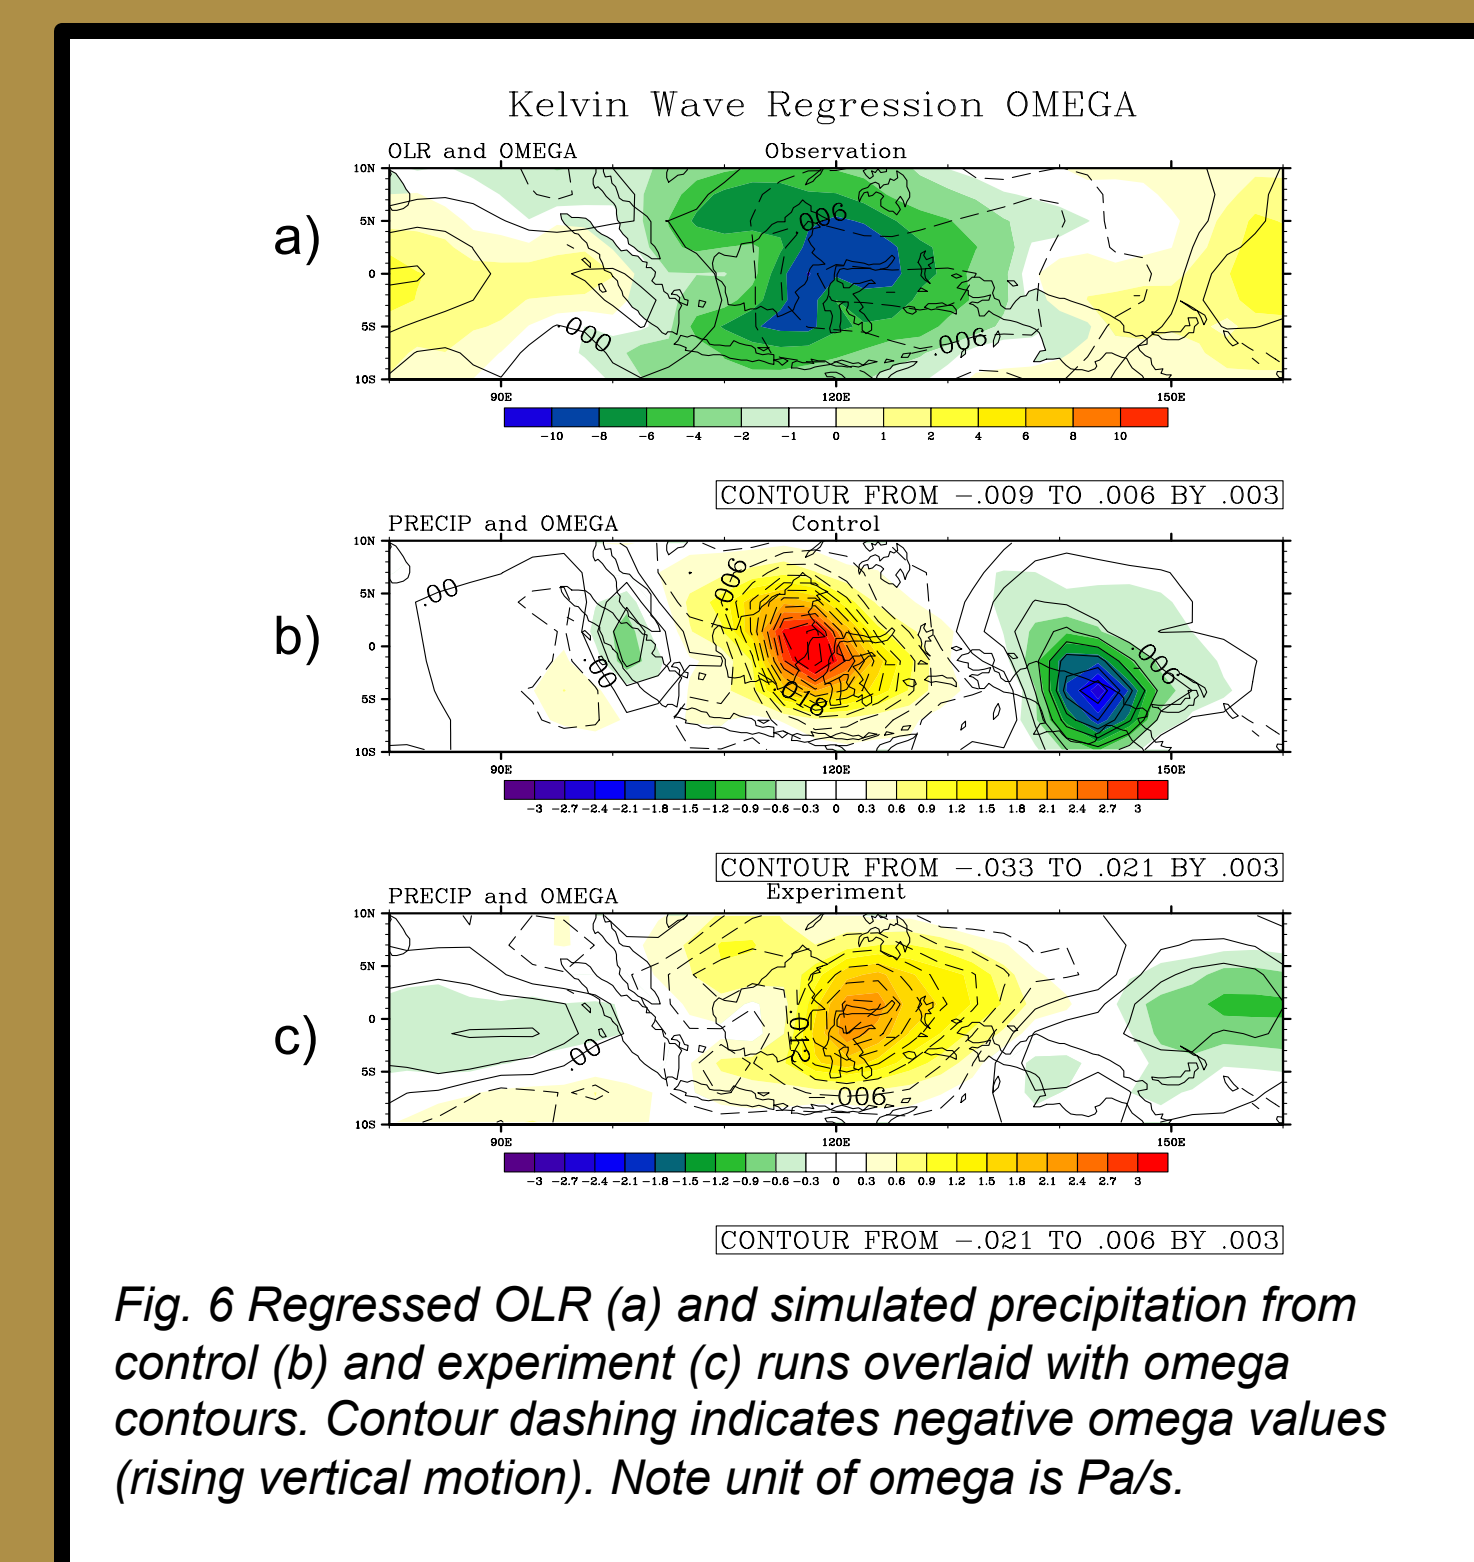 Kelvin Wave Regression OMEGA
OLR and OMEGA Observation
a)
10N
5N
0
5S
10S
.006
.000
.006
90E 120E 150E
-10 -8 -6 -4 -2 -1 0 1 2 4 6 8 10
CONTOUR FROM -.009 TO .006 BY .003
PRECIP and OMEGA Control
b)
10N
5N
0
5S
10S
.00
.006
.00
.018
.006
90E 120E 150E
-3 -2.7 -2.4 -2.1 -1.8 -1.5 -1.2 -0.9 -0.6 -0.3 0 0.3 0.6 0.9 1.2 1.5 1.8 2.1 2.4 2.7 3
CONTOUR FROM -.033 TO .021 BY .003
PRECIP and OMEGA Experiment
c)
10N
5N
0
5S
10S
.00
.012
.006
90E 120E 150E
-3 -2.7 -2.4 -2.1 -1.8 -1.5 -1.2 -0.9 -0.6 -0.3 0 0.3 0.6 0.9 1.2 1.5 1.8 2.1 2.4 2.7 3
CONTOUR FROM -.021 TO .006 BY .003
Fig. 6 Regressed OLR (a) and simulated precipitation from
control (b) and experiment (c) runs overlaid with omega
contours. Contour dashing indicates negative omega values
(rising vertical motion). Note unit of omega is Pa/s.